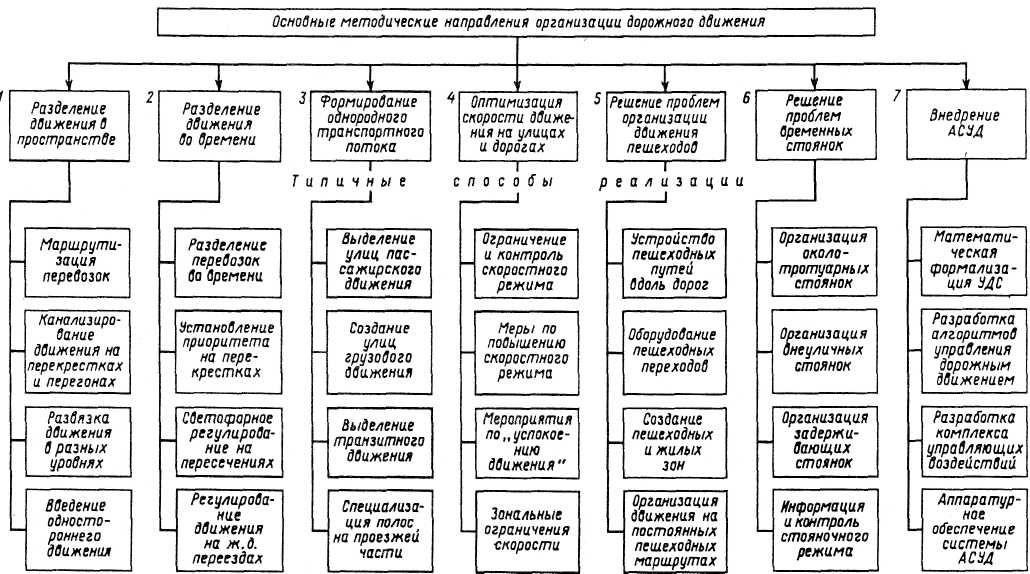 Основные методические направления организации дорожного движения
1
Разделение
движения в
пространстве
2
Разделение
движения
во времени
3
Формирование
однородного
транспортного
потока
4
Оптимизация
скорости движе-
ния на улицах
и дорогах
5
Решение проблем
организации
движения
пешеходов
6
Решение
проблем
временных
стоянок
7
Внедрение
АСУД
Типичные способы реализации
Маршрути-
зация
перевозок
Канализиро-
вание
движения на
перекрестках
и перегонах
Развязка
движения
в разных
уровнях
Введение
односто-
роннего
движения
Разделение
перевозок
во времени
Установление
приоритета
на пере-
крестках
Светофорное
регулирова-
ние на
пересечениях
Регулирова-
ние
движения
на ж.д.
переездах
Выделение
улиц пас-
сажирского
движения
Создание
улиц
грузового
движения
Выделение
транзитного
движения
Специализа-
ция полос
на проезжей
части
Ограничение
и контроль
скоростного
режима
Меры по
повышению
скоростного
режима
Мероприятия
по „успокое-
нию
движения"
Зональные
ограничения
скорости
Устройство
пешеходных
путей
вдоль дорог
Оборудование
пешеходных
переходов
Создание
пешеходных
и жилых
зон
Организация
движения на
постоянных
пешеходных
маршрутах
Организация
около-
тротуарных
стоянок
Организация
внеуличных
стоянок
Организация
задержи-
вающих
стоянок
Информация
и контроль
стояночного
режима
Математи-
ческая
формализа-
ция УДС
Разработка
алгоритмов
управления
дорожным
движением
Разработка
комплекса
управляющих
воздействий
Аппаратур-
ное
обеспечение
системы
АСУД